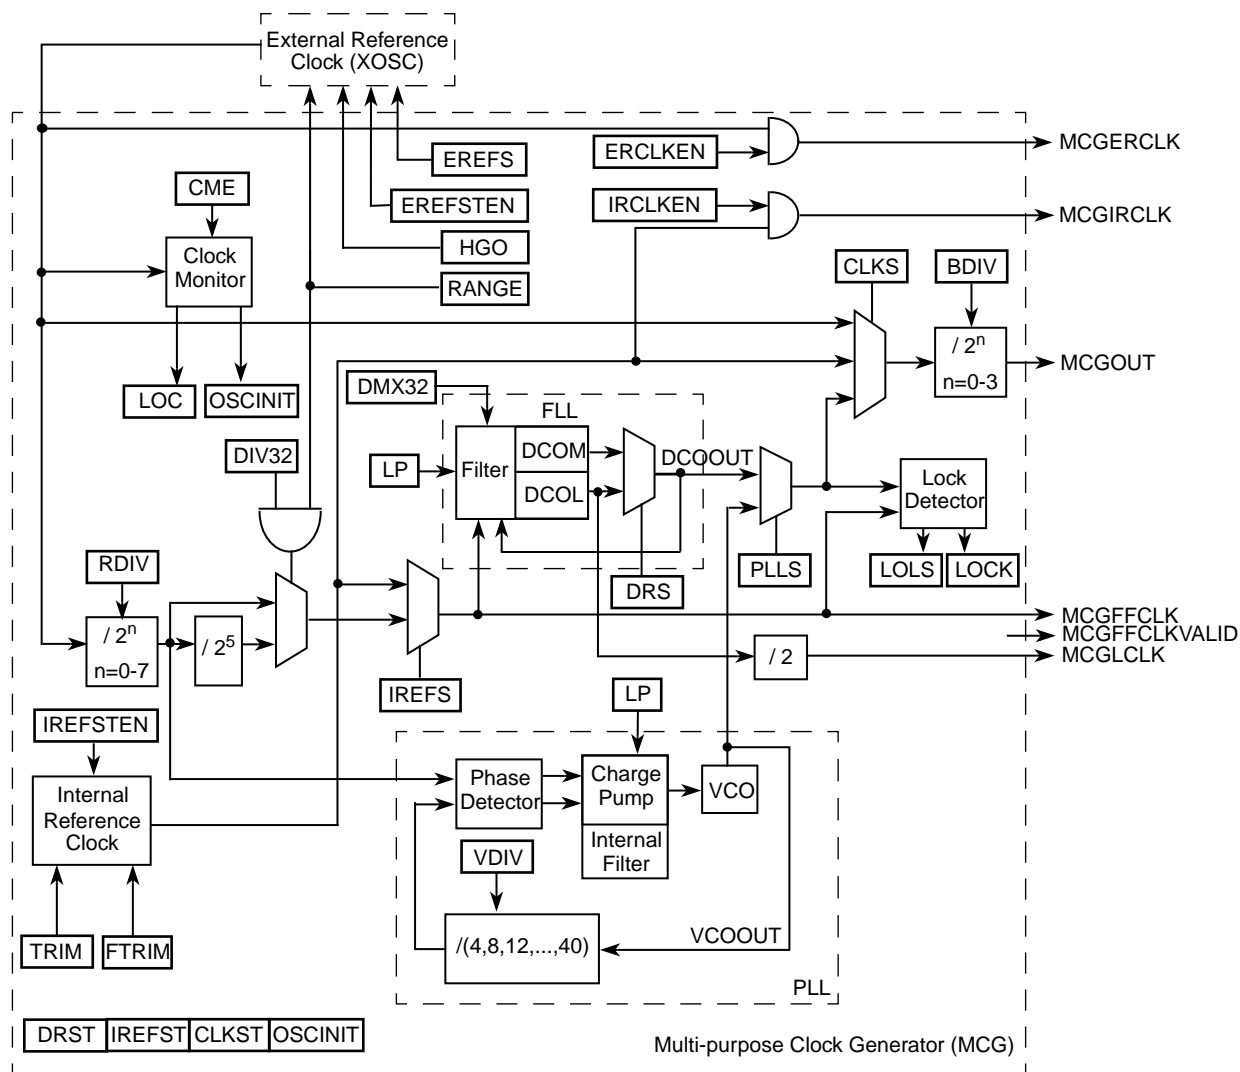 External Reference
Clock (XOSC)
ERCLKEN
MCGERCLK
EREFS
CME
EREFSTEN
IRCLKEN
MCGIRCLK
HGO
Clock
Monitor
RANGE
CLKS
BDIV
/ 2ⁿ
n=0-3
MCGOUT
LOC
OSCINIT
DMX32
FLL
DIV32
LP
Filter
DCOM
DCOL
DCOOUT
Lock
Detector
RDIV
DRS
PLLS
LOLS
LOCK
MCGFFCLK
MCGFFCLKVALID
MCGLCLK
/ 2ⁿ
n=0-7
/ 2⁵
/ 2
IREFS
LP
IREFSTEN
Internal
Reference
Clock
Phase
Detector
Charge
Pump
VCO
Internal
Filter
VDIV
/(4,8,12,...,40)
VCOOUT
TRIM
FTRIM
PLL
DRST IREFST CLKST OSCINIT
Multi-purpose Clock Generator (MCG)